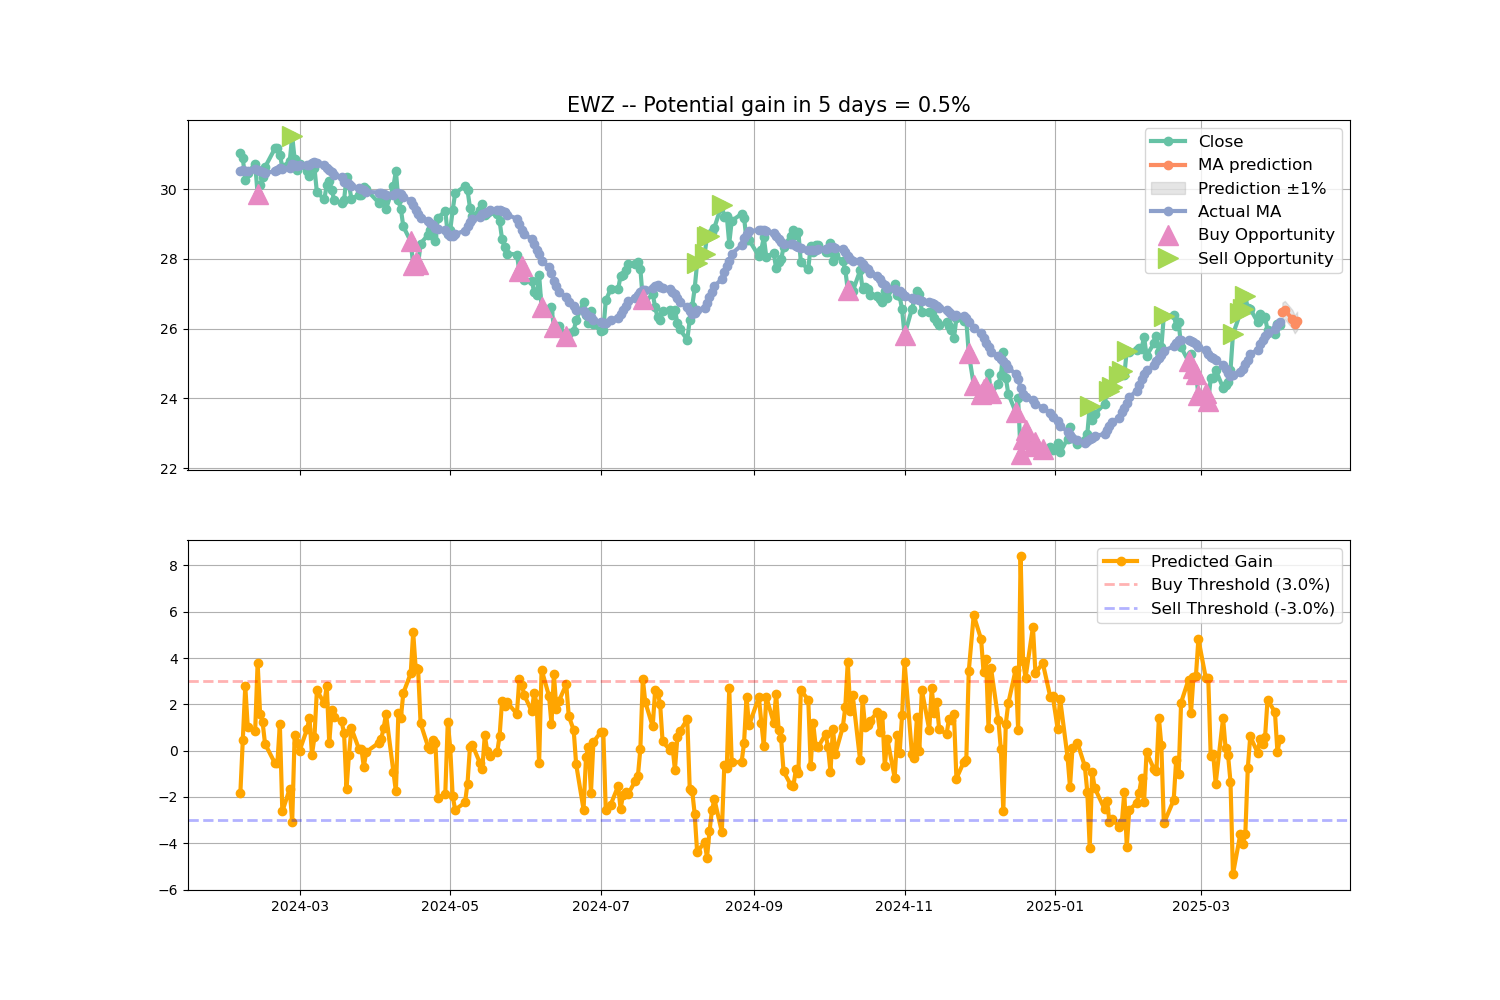 EWZ -- Potential gain in 5 days = 0.5%
30
28
26
24
22
Close
MA prediction
Prediction ±1%
Actual MA
Buy Opportunity
Sell Opportunity
8
6
4
2
0
−2
−4
−6
Predicted Gain
Buy Threshold (3.0%)
Sell Threshold (-3.0%)
2024-03
2024-05
2024-07
2024-09
2024-11
2025-01
2025-03